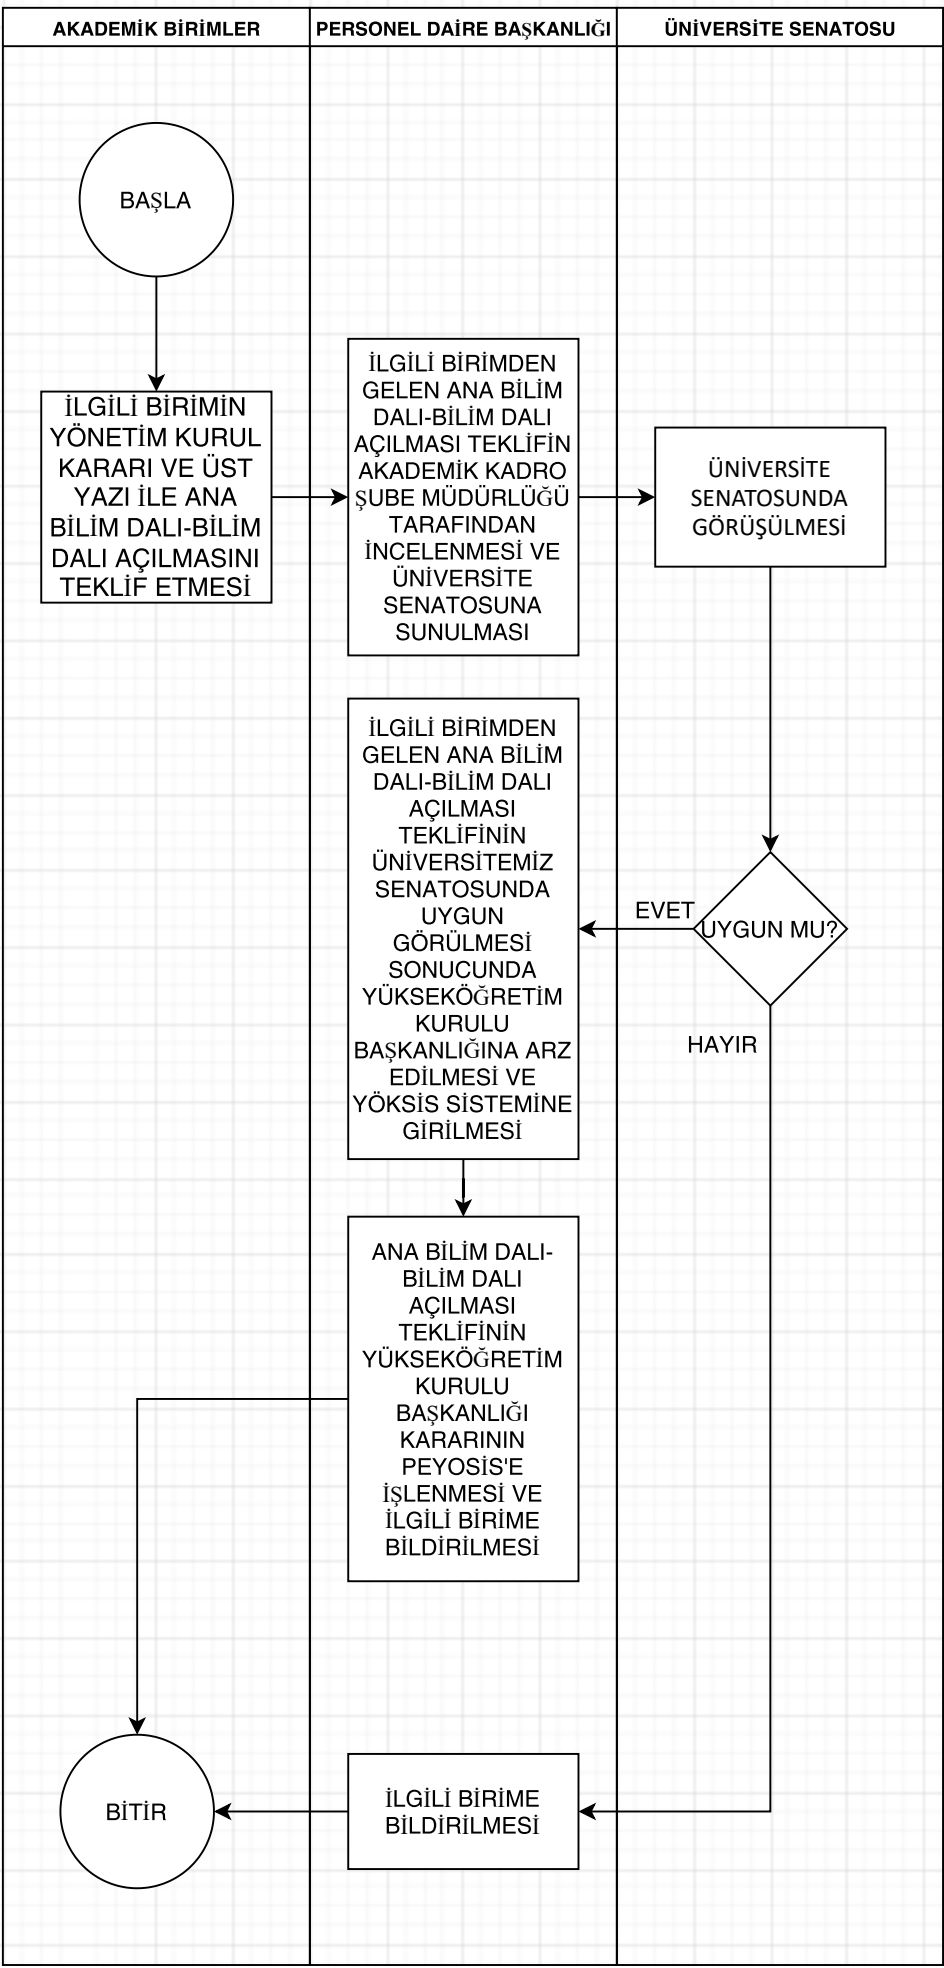 AKADEMİK BİRİMLER
PERSONEL DAİRE BAŞKANLIĞI
ÜNİVERSİTE SENATOSU
BAŞLA
İLGİLİ BİRİMİN
YÖNETİM KURUL
KARARI VE ÜST
YAZI İLE ANA
BİLİM DALI-BİLİM
DALI AÇILMASINI
TEKLİF ETMESİ
İLGİLİ BİRİMDEN
GELEN ANA BİLİM
DALI-BİLİM DALI
AÇILMASI TEKLİFİN
AKADEMİK KADRO
ŞUBE MÜDÜRLÜĞÜ
TARAFINDAN
İNCELENMESİ VE
ÜNİVERSİTE
SENATOSUNA
SUNULMASI
ÜNİVERSİTE
SENATOSUNDA
GÖRÜŞÜLMESİ
UYGUN MU?
EVET
HAYIR
İLGİLİ BİRİMDEN
GELEN ANA BİLİM
DALI-BİLİM DALI
AÇILMASI
TEKLİFİNİN
ÜNİVERSİTEMİZ
SENATOSUNDA
UYGUN
GÖRÜLMESİ
SONUCUNDA
YÜKSEKÖĞRETİM
KURULU
BAŞKANLIĞINA ARZ
EDİLMESİ VE
YÖKSİS SİSTEMİNE
GİRİLMESİ
ANA BİLİM DALI-
BİLİM DALI
AÇILMASI
TEKLİFİNİN
YÜKSEKÖĞRETİM
KURULU
BAŞKANLIĞI
KARARININ
PEYOSİS'E
İŞLENMESİ VE
İLGİLİ BİRİME
BİLDİRİLMESİ
İLGİLİ BİRİME
BİLDİRİLMESİ
BİTİR